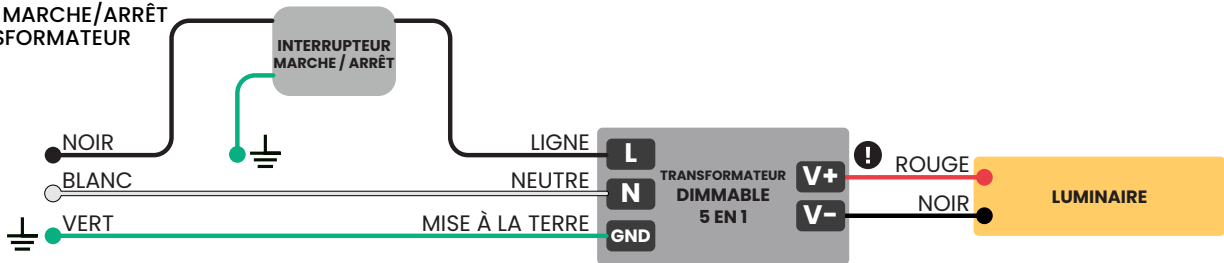 MARCHE/ARRÊT
SFORMATEUR
INTERRUPTEUR
MARCHE / ARRÊT
NOIR
LIGNE
L
BLANC
NEUTRE
N
VERT
MISE À LA TERRE
GND
TRANSFORMATEUR
DIMMABLE
5 EN 1
V+
V-
!
ROUGE
NOIR
LUMINAIRE